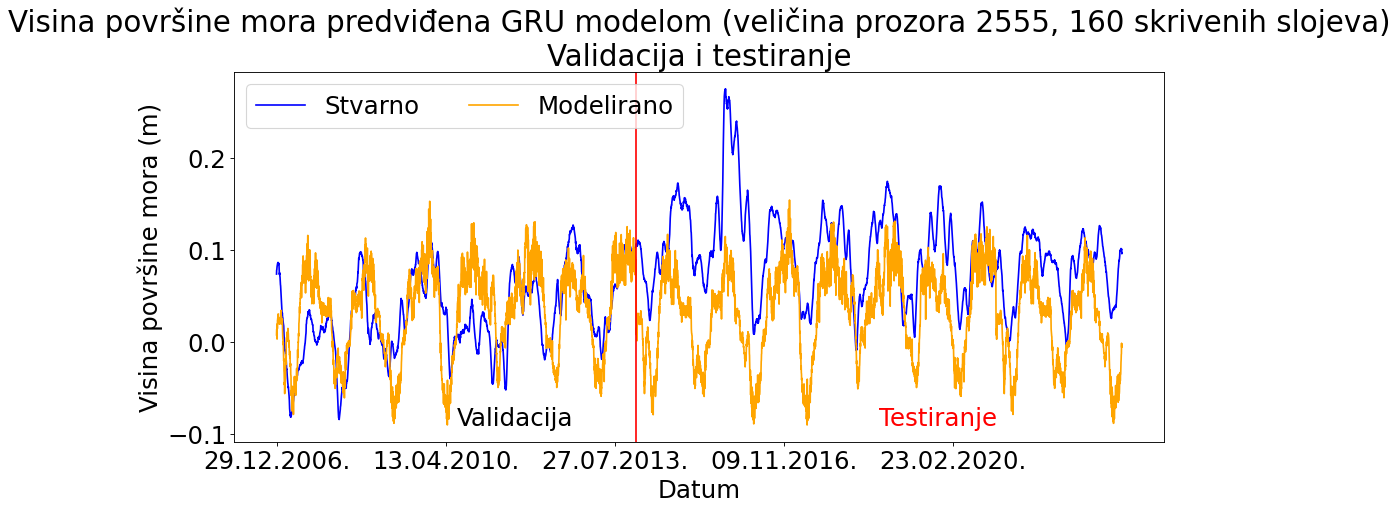 Visina površine mora predviđena GRU modelom (veličina prozora 2555, 160 skrivenih slojeva)
Validacija i testiranje
Stvarno
Modelirano
Visina površine mora (m)
0.2
0.1
0.0
−0.1
Validacija
Testiranje
29.12.2006.
13.04.2010.
27.07.2013.
09.11.2016.
23.02.2020.
Datum